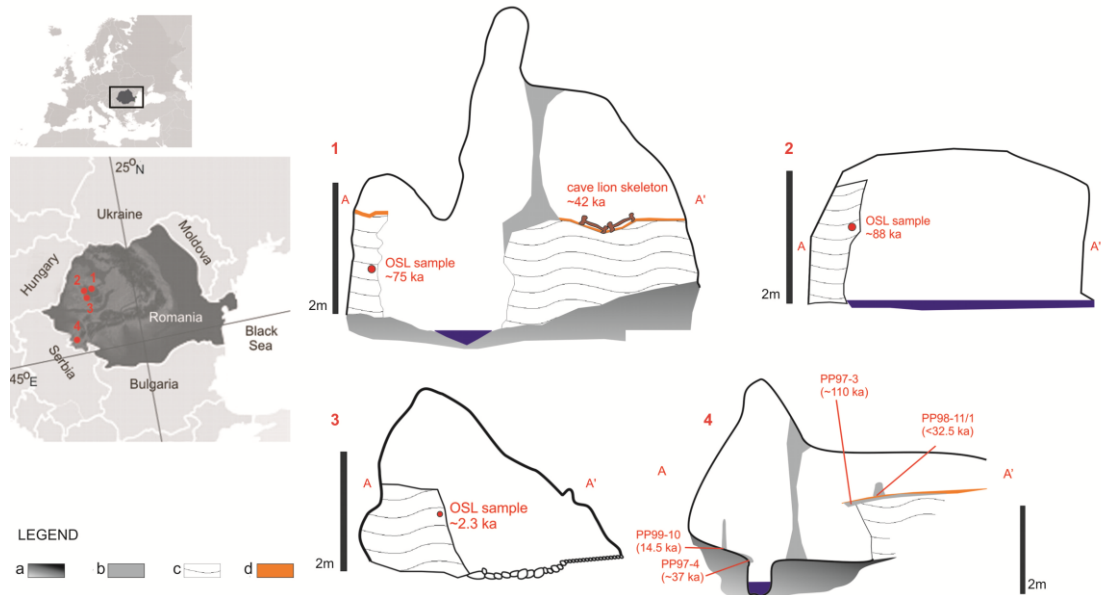 25°N
Ukraine
Moldova
Hungary
2
1
3
Romania
4
Black
Sea
Serbia
45°E
Bulgaria
LEGEND
a
b
c
d
1
A
cave lion skeleton
~42 ka
A'
OSL sample
~75 ka
2m
2
OSL sample
~88 ka
A
A'
2m
3
A
A'
OSL sample
~2.3 ka
2m
4
PP97-3
(~110 ka)
PP98-11/1
(<32.5 ka)
A
A'
PP99-10
(14.5 ka)
PP97-4
(~37 ka)
2m